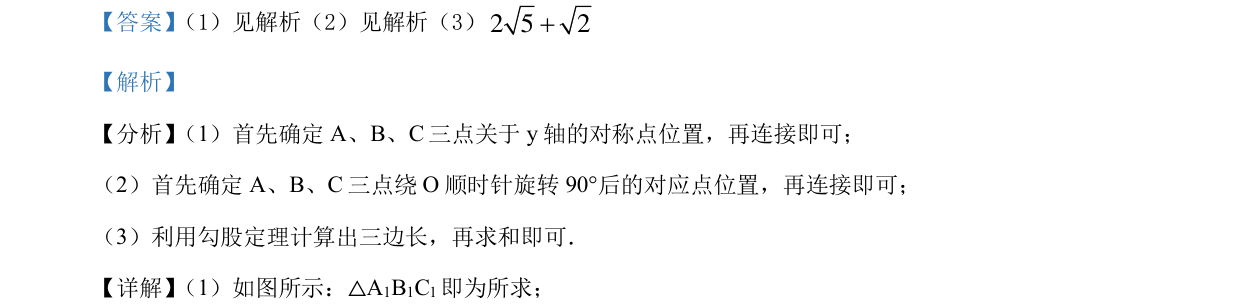 【答案】（1）见解析（2）见解析（3）2√5+√2
【解析】
【分析】（1）首先确定 A、B、C 三点关于 y 轴的对称点位置，再连接即可；
（2）首先确定 A、B、C 三点绕 O 顺时针旋转 90°后的对应点位置，再连接即可；
（3）利用勾股定理计算出三边长，再求和即可．
【详解】（1）如图所示：△A₁B₁C₁ 即为所求；